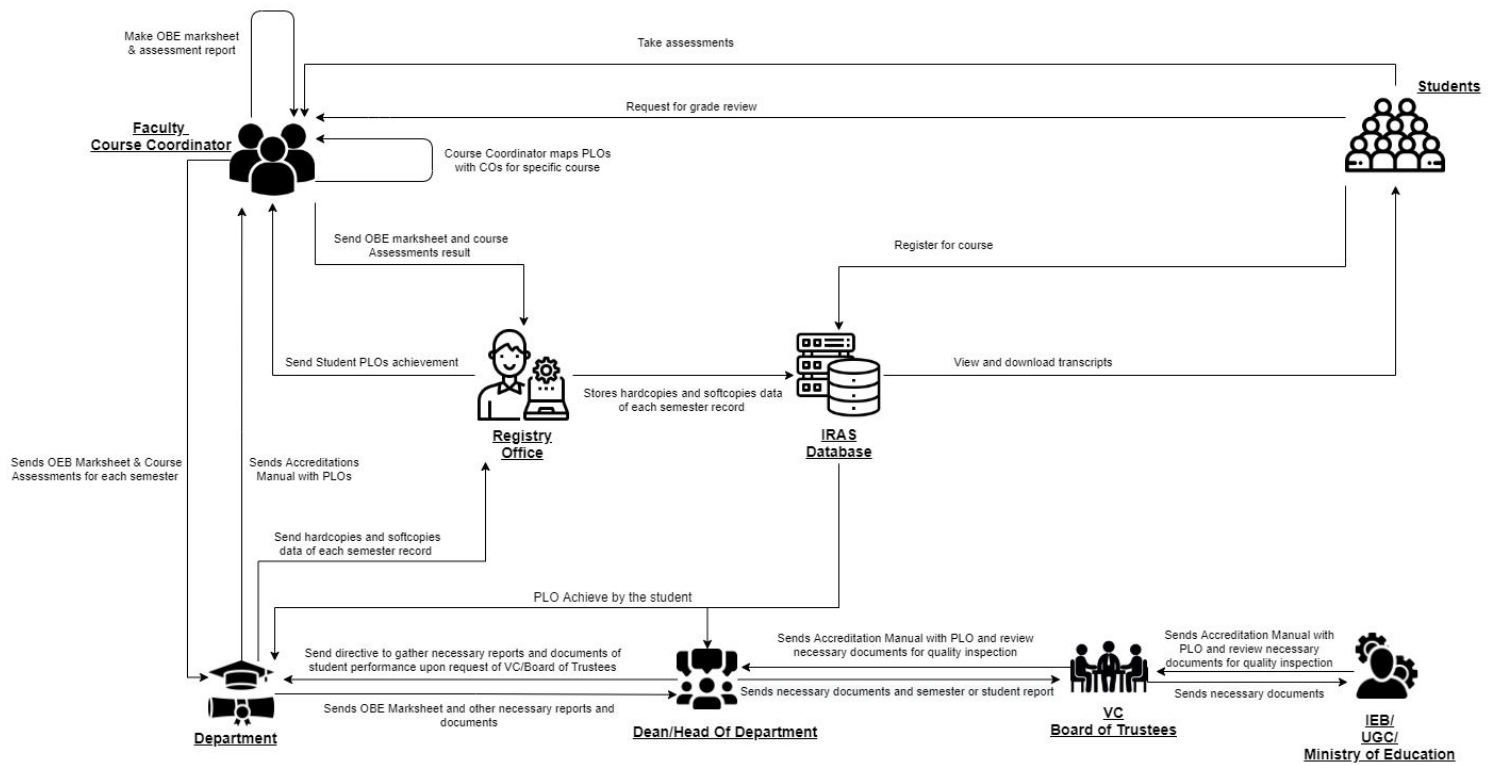 Make OBE marksheet
& assessment report
Take assessments
Students
Request for grade review
Faculty
Course Coordinator
Course Coordinator maps PLOs
with COs for specific course
Send OBE marksheet and course
Assessments result
Register for course
Send Student PLOs achievement
View and download transcripts
Stores hardcopies and softcopies data
of each semester record
Registry
Office
IRAS
Database
Sends OEB Marksheet & Course
Assessments for each semester
Sends Accreditations
Manual with PLOs
Send hardcopies and softcopies
data of each semester record
PLO Achieve by the student
Send directive to gather necessary reports and documents of
student performance upon request of VC/Board of Trustees
Sends Accreditation Manual with PLO and review
necessary documents for quality inspection
Sends Accreditation Manual with
PLO and review necessary
documents for quality inspection
Sends necessary documents and semester or student report
Sends necessary documents
Sends OBE Marksheet and other necessary reports and
documents
Department
Dean/Head Of Department
VC
Board of Trustees
IEB/
UGC/
Ministry of Education